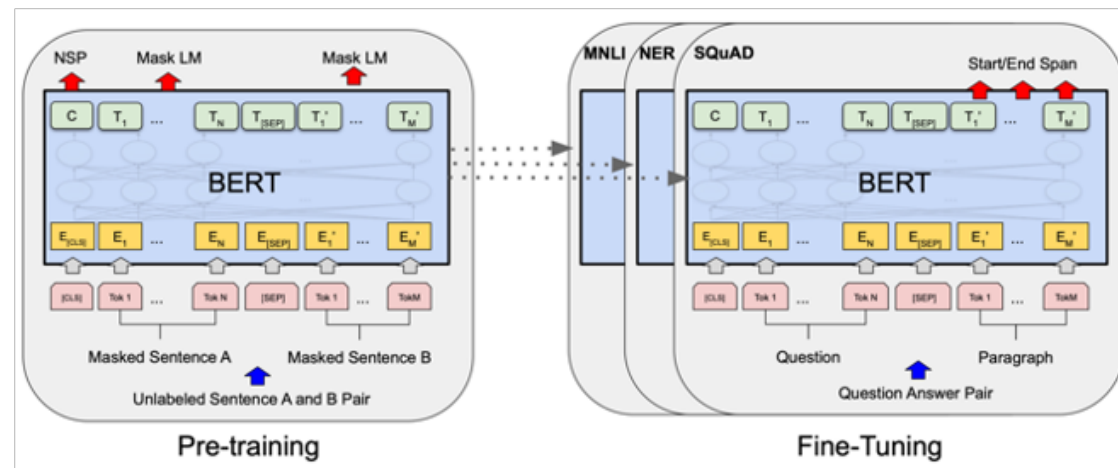 NSP Mask LM Mask LM
C T1 ... TN T[SEP] T1' ... TM'
BERT
E[CLS] E1 ... EN E[SEP] E1' ... EM'
[CLS] Tok 1 ... Tok N [SEP] Tok 1 ... TokM
Masked Sentence A Masked Sentence B
Unlabeled Sentence A and B Pair
Pre-training
MNLI NER SQuAD
Start/End Span
C T1 ... TN T[SEP] T1' ... TM'
BERT
E[CLS] E1 ... EN E[SEP] E1' ... EM'
[CLS] Tok 1 ... Tok N [SEP] Tok 1 ... TokM
Question Paragraph
Question Answer Pair
Fine-Tuning